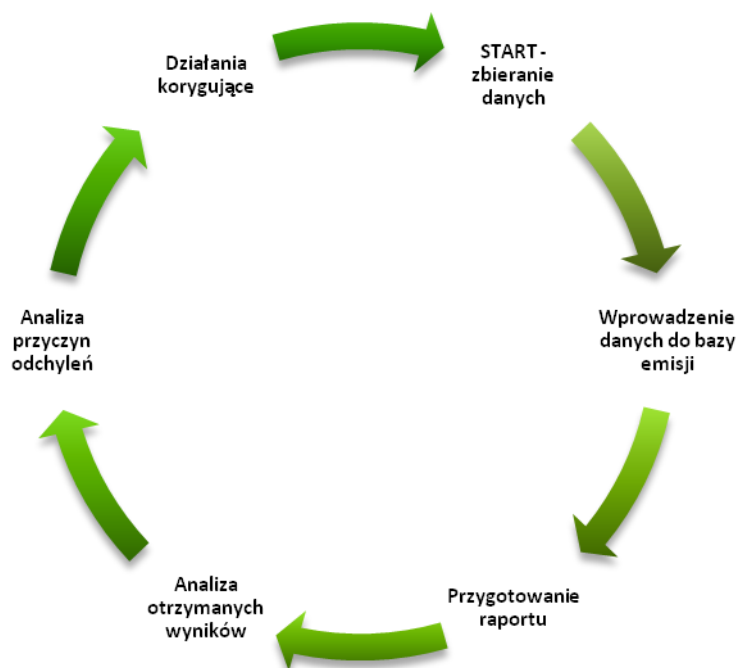 START -
zbieranie
danych
Wprowadzenie
danych do bazy
emisji
Przygotowanie
raportu
Analiza
otrzymanych
wyników
Analiza
przyczyn
odchyleń
Działania
korygujące